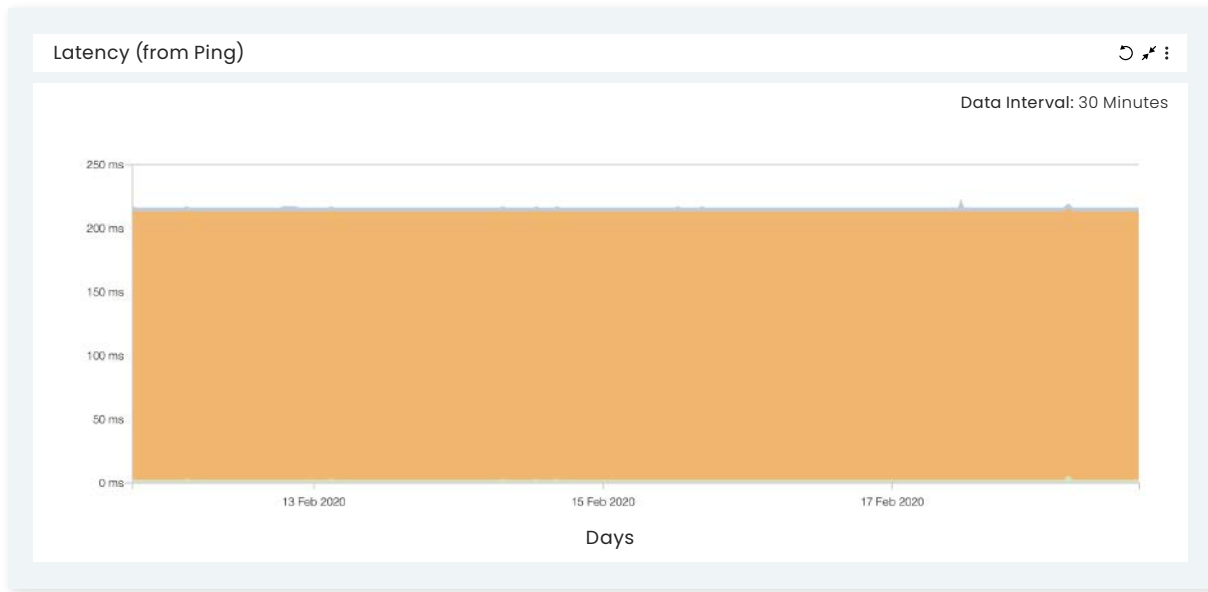 Latency (from Ping)
Data Interval: 30 Minutes
250 ms
200 ms
150 ms
100 ms
50 ms
0 ms
13 Feb 2020 15 Feb 2020 17 Feb 2020
Days